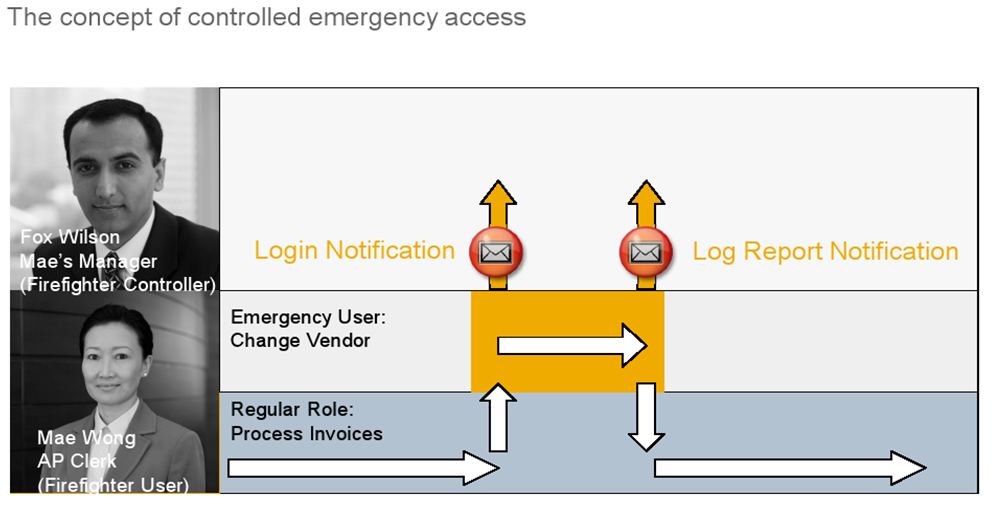 The concept of controlled emergency access
Fox Wilson
Mae's Manager
(Firefighter Controller)
Login Notification
Log Report Notification
Emergency User:
Change Vendor
Regular Role:
Process Invoices
Mae Wong
AP Clerk
(Firefighter User)